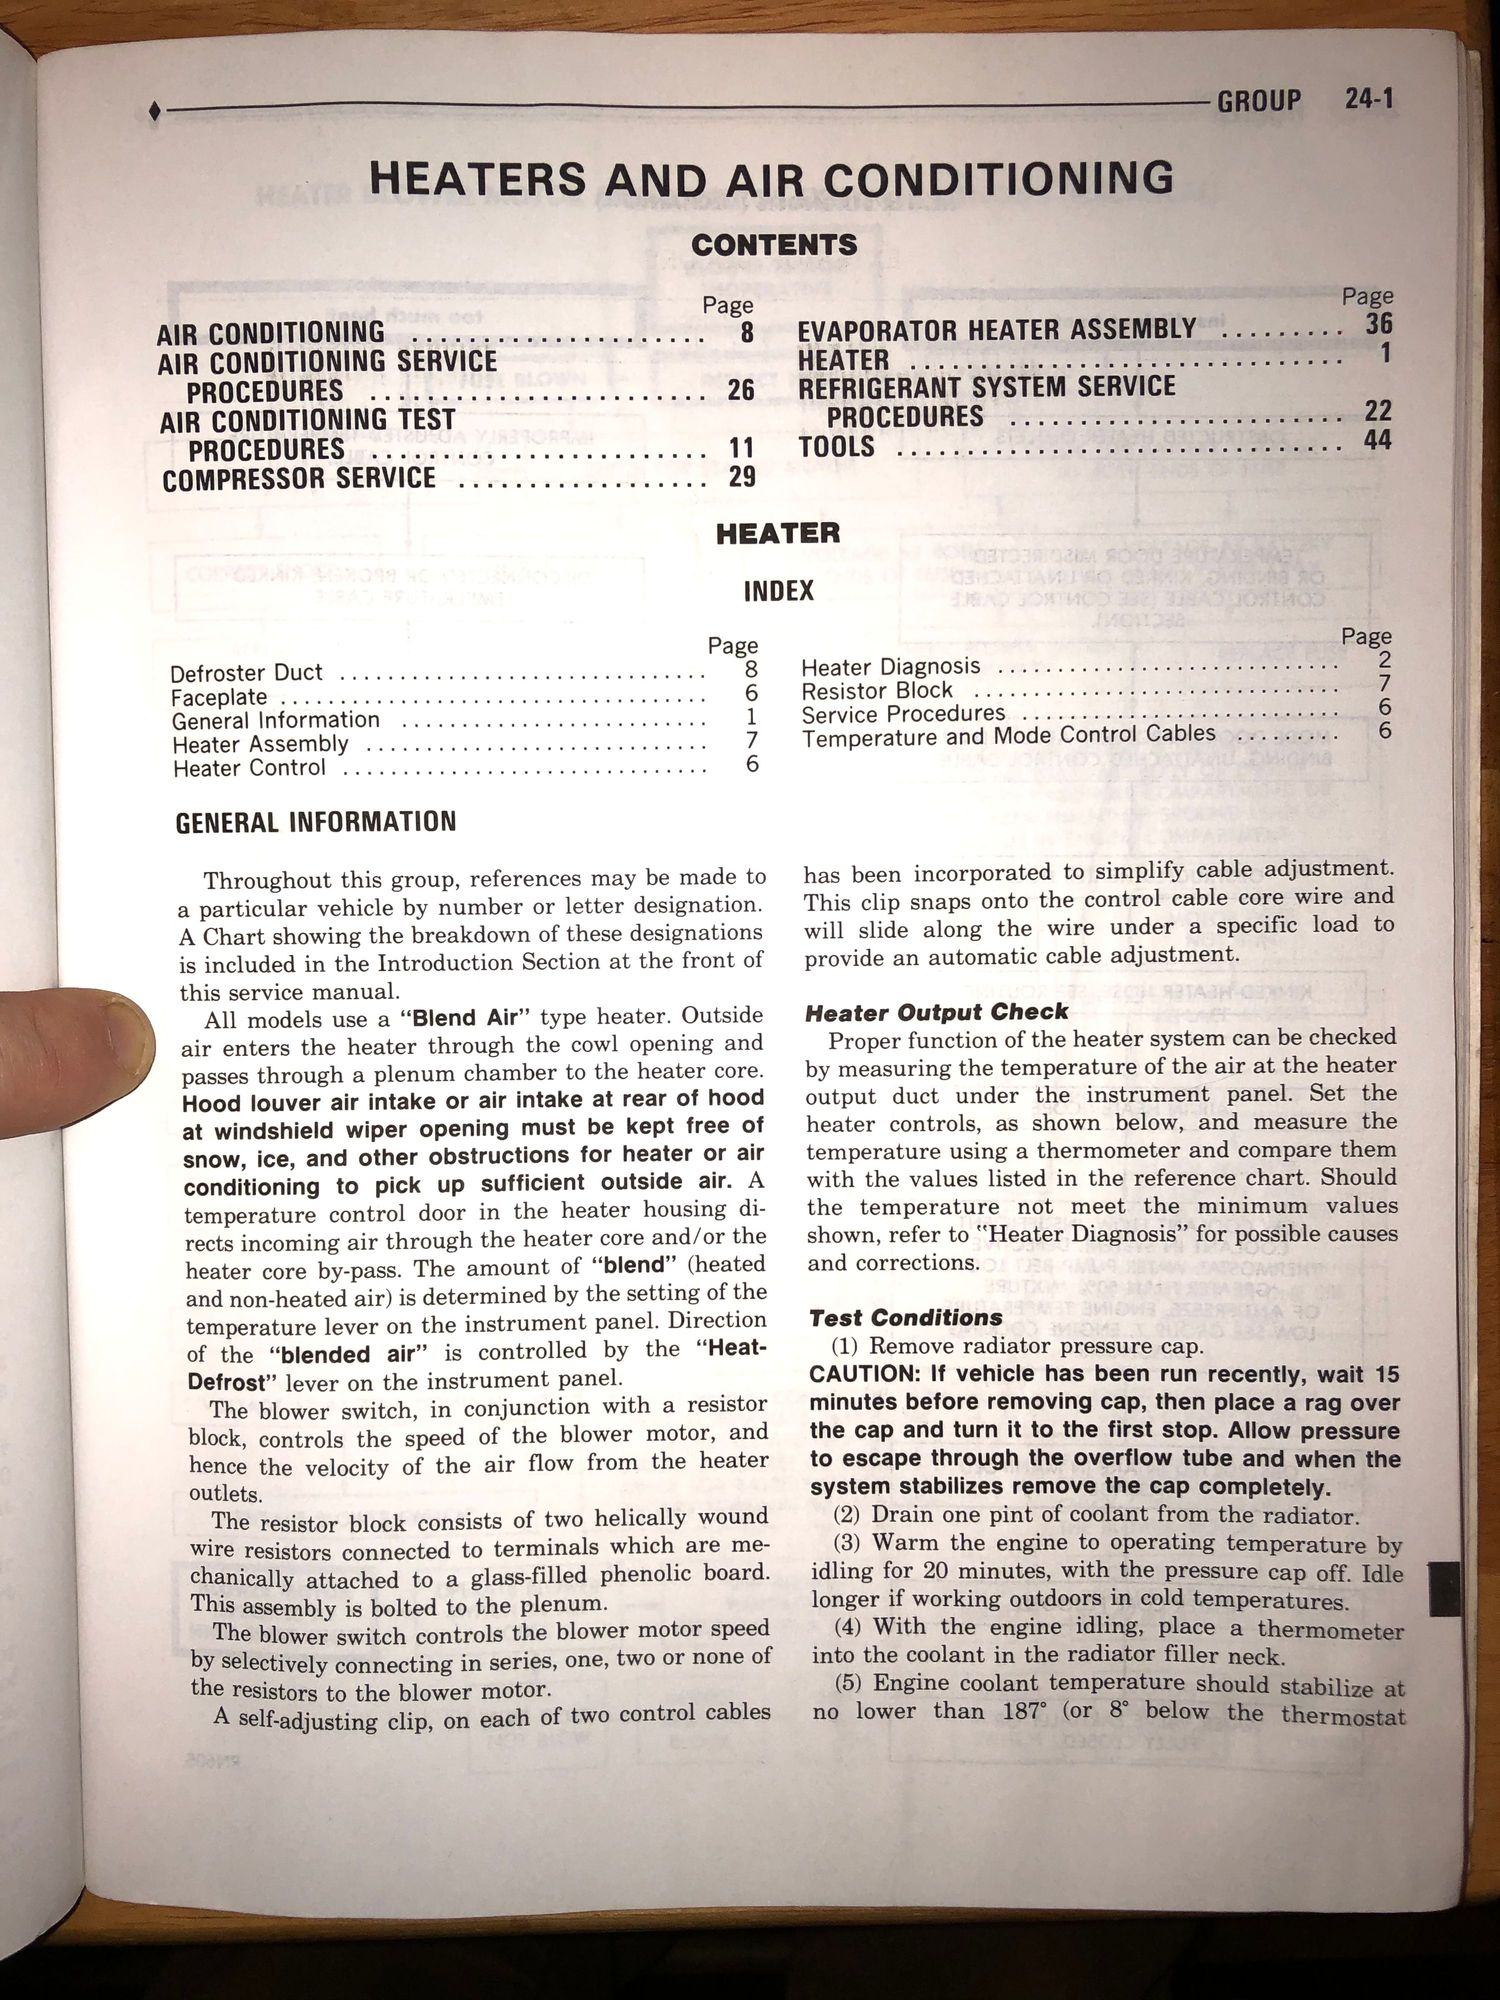 GROUP 24-1
HEATERS AND AIR CONDITIONING
CONTENTS
Page
AIR CONDITIONING ..................... 8
AIR CONDITIONING SERVICE
PROCEDURES ........................ 26
AIR CONDITIONING TEST
PROCEDURES ........................ 11
COMPRESSOR SERVICE .................. 29
Page
EVAPORATOR HEATER ASSEMBLY ......... 36
HEATER ............................... 1
REFRIGERANT SYSTEM SERVICE
PROCEDURES ........................ 22
TOOLS ................................ 44
HEATER
INDEX
Page
Defroster Duct ............................... 8
Faceplate .................................... 6
General Information .......................... 1
Heater Assembly ............................. 7
Heater Control ............................... 6
Page
Heater Diagnosis ............................. 2
Resistor Block ............................... 7
Service Procedures ........................... 6
Temperature and Mode Control Cables ......... 6
GENERAL INFORMATION
Throughout this group, references may be made to
a particular vehicle by number or letter designation.
A Chart showing the breakdown of these designations
is included in the Introduction Section at the front of
this service manual.
All models use a “Blend Air” type heater. Outside
air enters the heater through the cowl opening and
passes through a plenum chamber to the heater core.
Hood louver air intake or air intake at rear of hood
at windshield wiper opening must be kept free of
snow, ice, and other obstructions for heater or air
conditioning to pick up sufficient outside air. A
temperature control door in the heater housing di-
rects incoming air through the heater core and/or the
heater core by-pass. The amount of “blend” (heated
and non-heated air) is determined by the setting of the
temperature lever on the instrument panel. Direction
of the “blended air” is controlled by the “Heat-
Defrost” lever on the instrument panel.
The blower switch, in conjunction with a resistor
block, controls the speed of the blower motor, and
hence the velocity of the air flow from the heater
outlets.
The resistor block consists of two helically wound
wire resistors connected to terminals which are me-
chanically attached to a glass-filled phenolic board.
This assembly is bolted to the plenum.
The blower switch controls the blower motor speed
by selectively connecting in series, one, two or none of
the resistors to the blower motor.
A self-adjusting clip, on each of two control cables
has been incorporated to simplify cable adjustment.
This clip snaps onto the control cable core wire and
will slide along the wire under a specific load to
provide an automatic cable adjustment.
Heater Output Check
Proper function of the heater system can be checked
by measuring the temperature of the air at the heater
output duct under the instrument panel. Set the
heater controls, as shown below, and measure the
temperature using a thermometer and compare them
with the values listed in the reference chart. Should
the temperature not meet the minimum values
shown, refer to “Heater Diagnosis” for possible causes
and corrections.
Test Conditions
(1) Remove radiator pressure cap.
CAUTION: If vehicle has been run recently, wait 15
minutes before removing cap, then place a rag over
the cap and turn it to the first stop. Allow pressure
to escape through the overflow tube and when the
system stabilizes remove the cap completely.
(2) Drain one pint of coolant from the radiator.
(3) Warm the engine to operating temperature by
idling for 20 minutes, with the pressure cap off. Idle
longer if working outdoors in cold temperatures.
(4) With the engine idling, place a thermometer
into the coolant in the radiator filler neck.
(5) Engine coolant temperature should stabilize at
no lower than 187° (or 8° below the thermostat